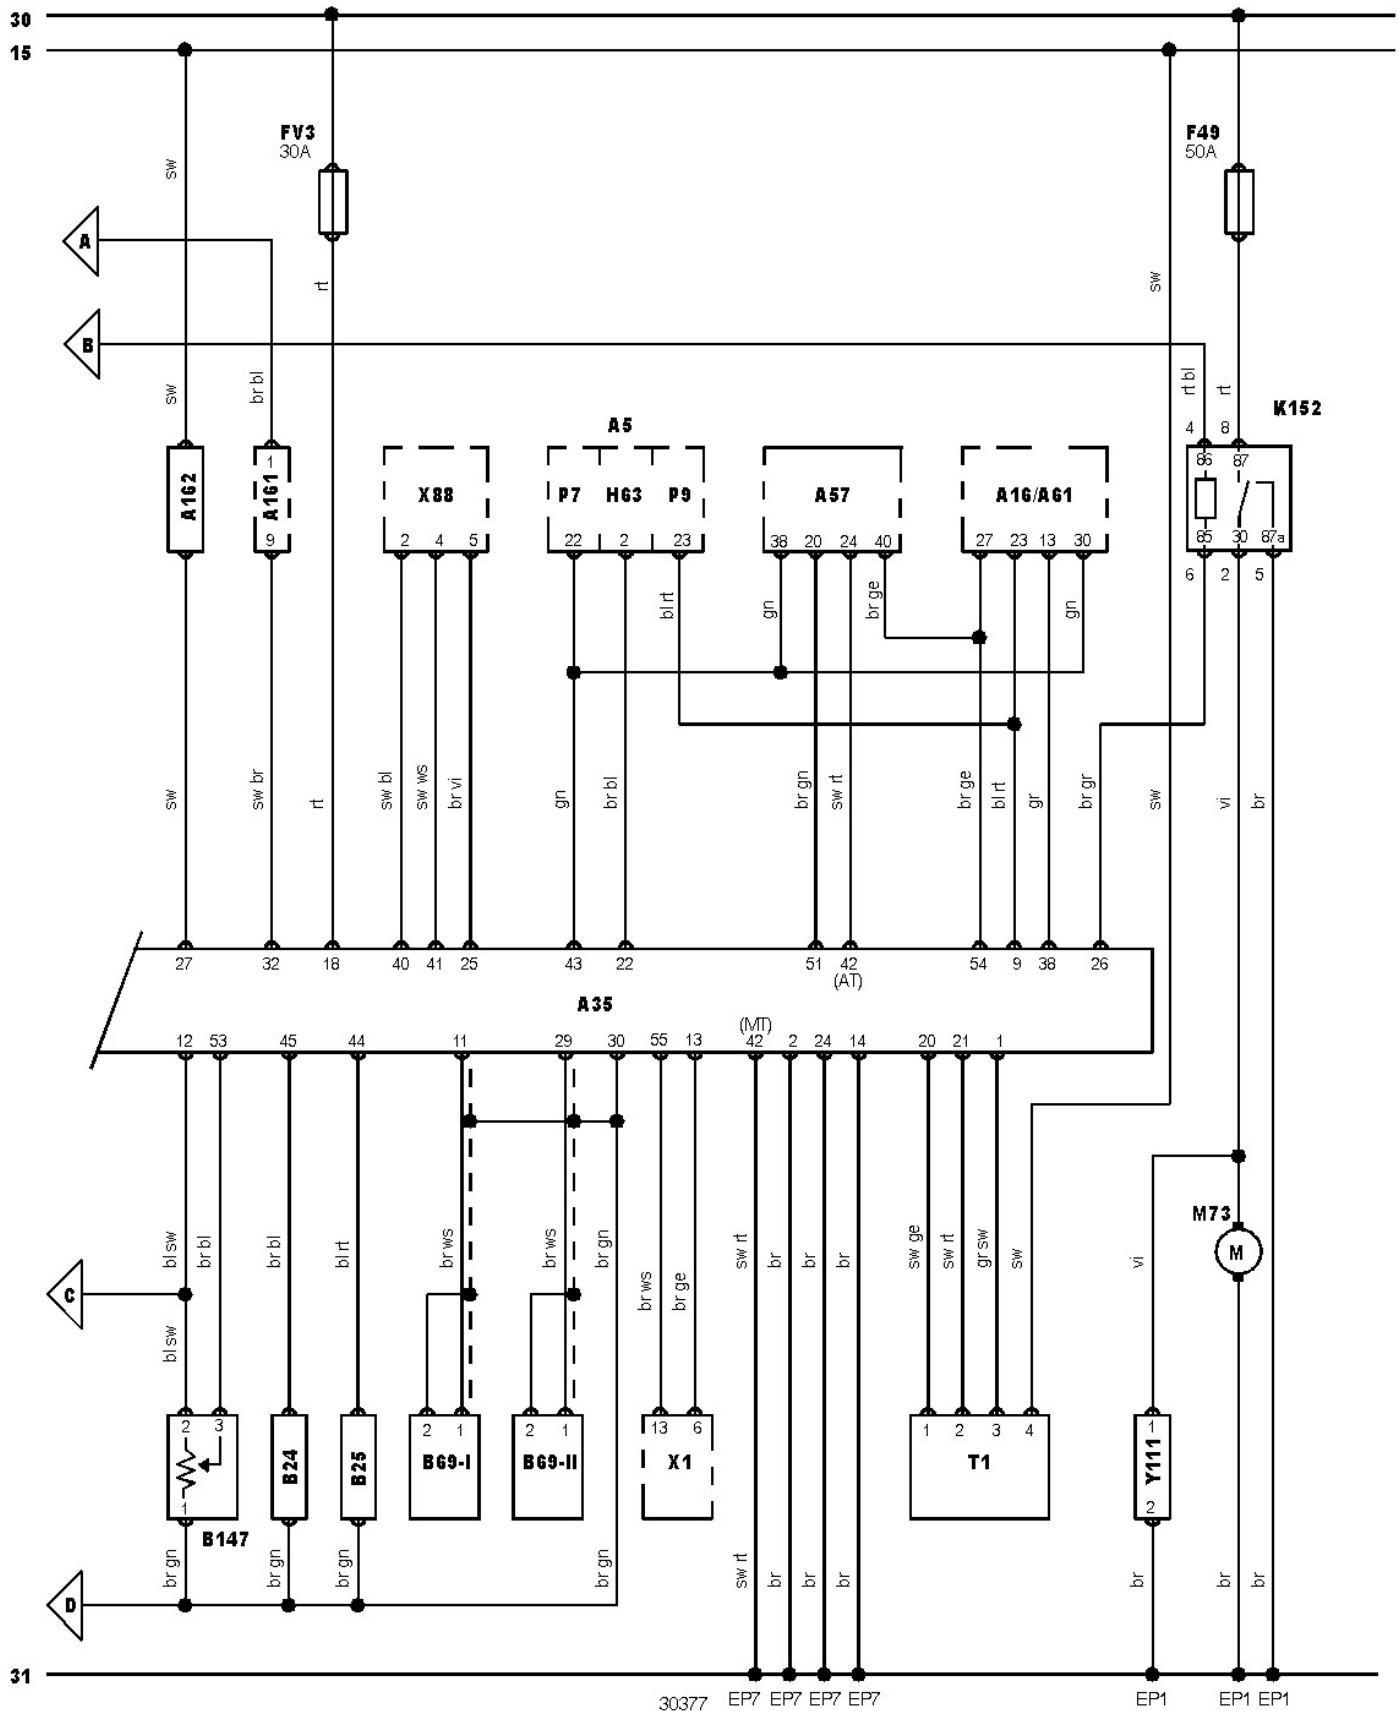 30
15
FV3
30A
F49
50A
sw
A
rt
sw
B
sw
br bl
rt bl
rt
K152
4 8
A5
86 87
1
A162
A161
X88
P7 H63 P9
A57
A16/A61
9
2 4 5
22 2 23
38 20 24 40
27 23 13 30
85 30 87a
6 2 5
bl rt
gn
br ge
gn
sw
sw br
rt
sw bl
sw ws
br vi
gn
br bl
br gn
sw rt
br ge
bl rt
gr
br gr
sw
vi
br
27 32 18 40 41 25 43 22 51 42 54 9 38 26
(AT)
A35
(MT)
12 53 45 44 11 29 30 55 13 42 2 24 14 20 21 1
M73
M
bl sw
br bl
br bl
bl rt
br ws
br ws
br gn
br ws
br ge
sw rt
br
br
br
sw ge
sw rt
gr sw
sw
vi
C
bl sw
2 3
2 1
2 1
13 6
1 2 3 4
1
B24
B25
B69-I
B69-II
X1
T1
Y111
1
2
B147
br gn
br gn
br gn
br gn
sw rt
br
br
br
br
br
br
D
31
30377 EP7 EP7 EP7 EP7 EP1 EP1 EP1